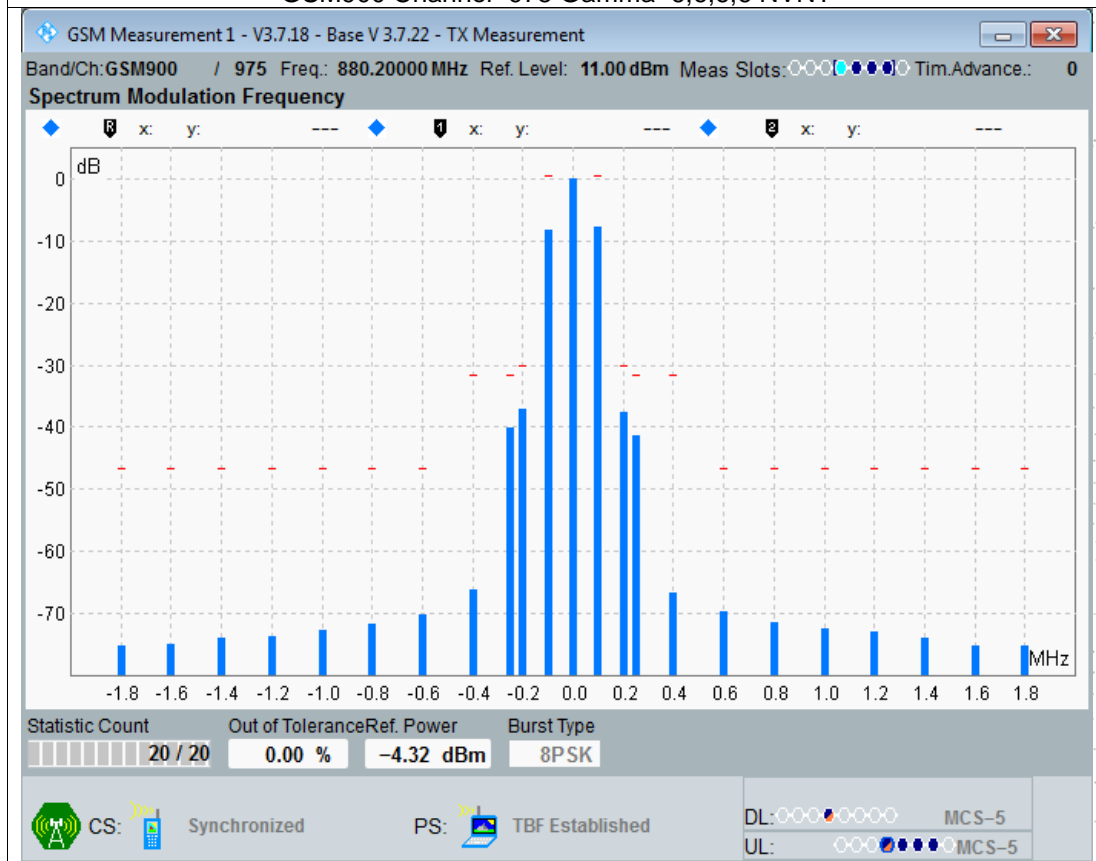 GSM Measurement 1 - V3.7.18 - Base V 3.7.22 - TX Measurement
Band/Ch:GSM900 / 975 Freq.: 880.20000 MHz Ref. Level: 11.00 dBm Meas Slots: Tim.Advance.: 0
Spectrum Modulation Frequency
R x: y: --- 1 x: y: --- 2 x: y: ---
dB
0
-10
-20
-30
-40
-50
-60
-70
MHz
-1.8 -1.6 -1.4 -1.2 -1.0 -0.8 -0.6 -0.4 -0.2 0.0 0.2 0.4 0.6 0.8 1.0 1.2 1.4 1.6 1.8
Statistic Count Out of Tolerance Ref. Power Burst Type
20 / 20 0.00 % -4.32 dBm 8PSK
CS: Synchronized PS: TBF Established DL: MCS-5
UL: MCS-5